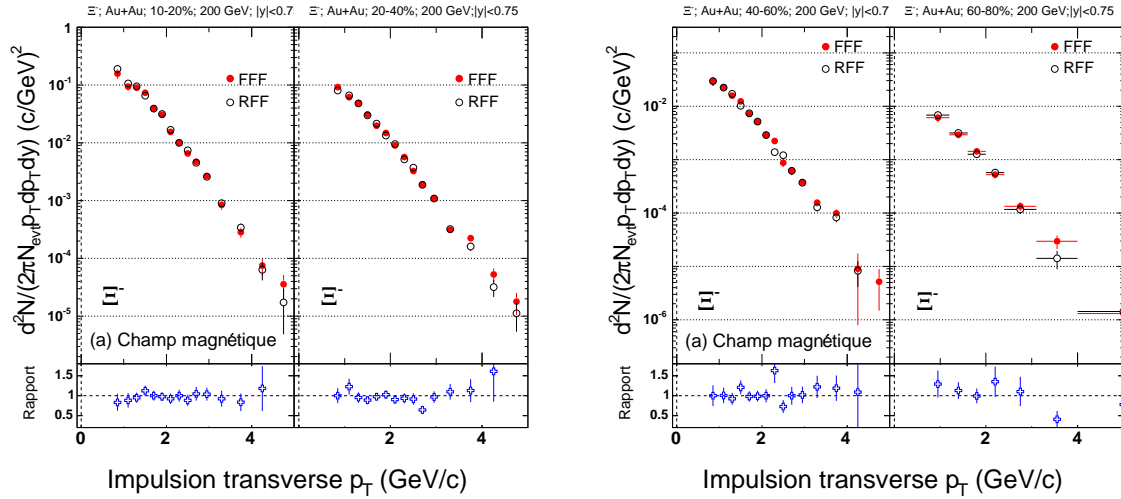 Ξ⁻; Au+Au; 10-20%; 200 GeV; |y|<0.7
Ξ⁻; Au+Au; 20-40%; 200 GeV;|y|<0.75
d²N/(2πN_evt p_T dp_T dy) (c/GeV)²
1
10⁻¹
10⁻²
10⁻³
10⁻⁴
10⁻⁵
FFF
RFF
FFF
RFF
Ξ⁻
Ξ⁻
(a) Champ magnétique
Rapport
1.5
1
0.5
0 2 4 2 4
Impulsion transverse p_T (GeV/c)
Ξ⁻; Au+Au; 40-60%; 200 GeV; |y|<0.7
Ξ⁻; Au+Au; 60-80%; 200 GeV;|y|<0.75
d²N/(2πN_evt p_T dp_T dy) (c/GeV)²
10⁻²
10⁻³
10⁻⁴
10⁻⁵
10⁻⁶
FFF
RFF
FFF
RFF
Ξ⁻
Ξ⁻
(a) Champ magnétique
Rapport
1.5
1
0.5
0 2 4 2 4
Impulsion transverse p_T (GeV/c)